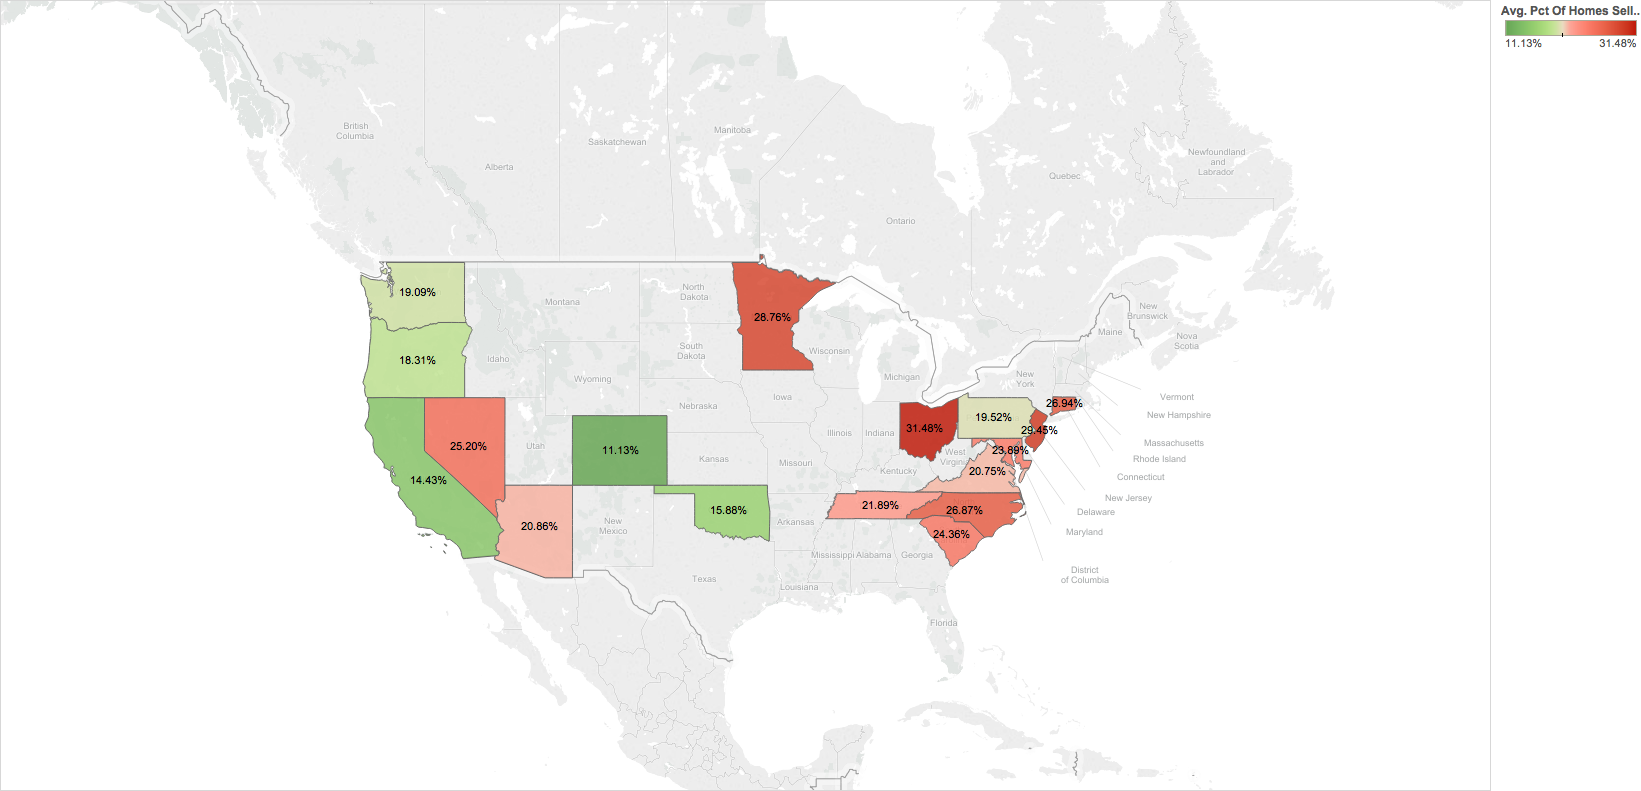 Avg. Pct Of Homes Sell..
11.13%
31.48%
British
Columbia
Alberta
Saskatchewan
Manitoba
Ontario
Quebec
Newfoundland
and
Labrador
New
Brunswick
Nova
Scotia
Maine
19.09%
Montana
North
Dakota
28.76%
18.31%
Idaho
South
Dakota
Wisconsin
Michigan
New
York
Wyoming
Vermont
New Hampshire
Massachusetts
Rhode Island
Connecticut
New Jersey
Delaware
Maryland
District
of Columbia
Iowa
Nebraska
26.94%
19.52%
29.45%
31.48%
Illinois
Indiana
25.20%
Utah
11.13%
Kansas
Missouri
Kentucky
West
Virginia
23.89%
20.75%
14.43%
21.89%
26.87%
15.88%
Arkansas
20.86%
New
Mexico
24.36%
Mississippi
Alabama
Georgia
Texas
Louisiana
Florida